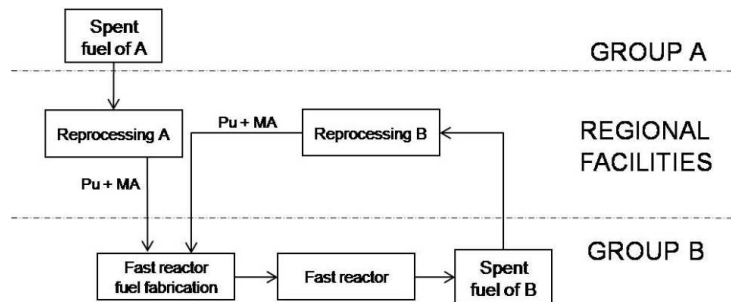 Spent
fuel of A
GROUP A
Reprocessing A
Pu + MA
Reprocessing B
REGIONAL
FACILITIES
Pu + MA
GROUP B
Fast reactor
fuel fabrication
Fast reactor
Spent
fuel of B